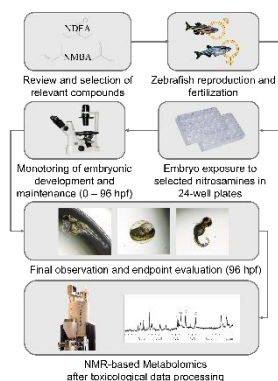 NDEA
NMBA
Review and selection of
relevant compounds
Zebrafish reproduction and
fertilization
Monotoring of embryonic
development and
maintenance (0 – 96 hpf)
Embryo exposure to
selected nitrosamines in
24-well plates
Final observation and endpoint evaluation (96 hpf)
NMR-based Metabolomics
after toxicological data processing